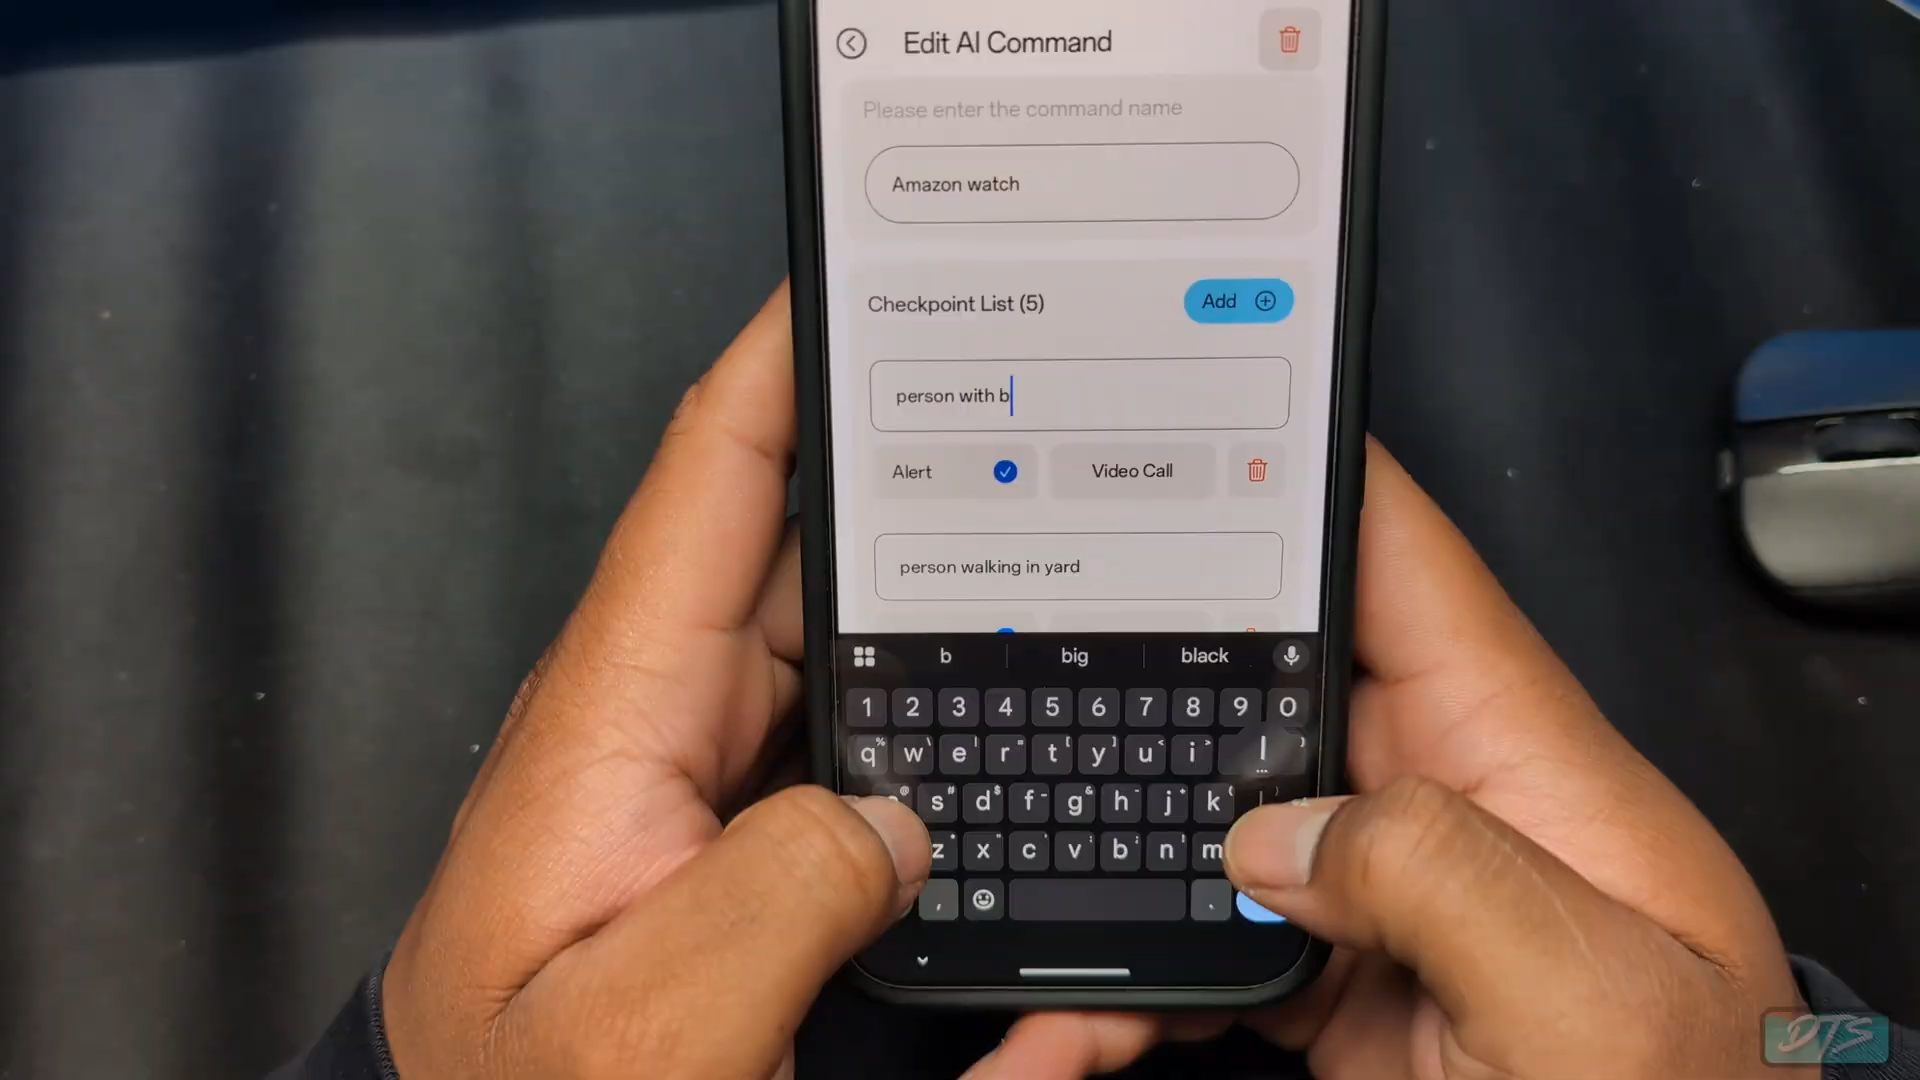 Edit AI Command
Please enter the command name
Amazon watch
Checkpoint List (5)
Add
person with b
Alert
Video Call
person walking in yard
b big black
1 2 3 4 5 6 7 8 9 0
q w e r t y u i
s d f g h j k l
z x c v b n m
, .
DTS